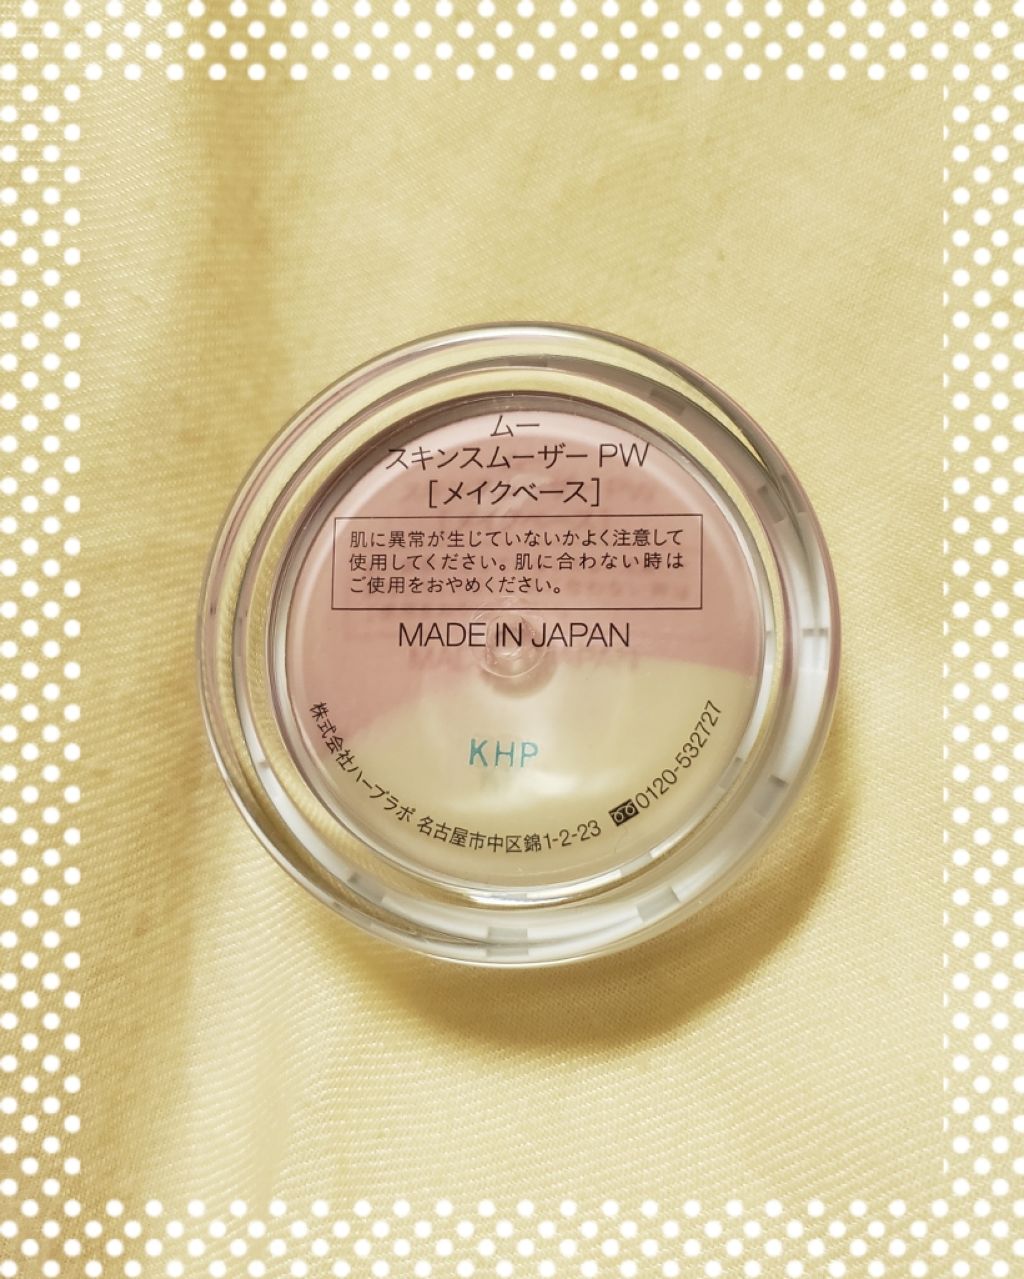 ムー
スキンスムーザー PW
[メイクベース]
肌に異常が生じていないかよく注意して
使用してください。肌に合わない時は
ご使用をおやめください。
MADE IN JAPAN
KHP
株式会社ハーブラボ 名古屋市中区錦1-2-23 0120-532727